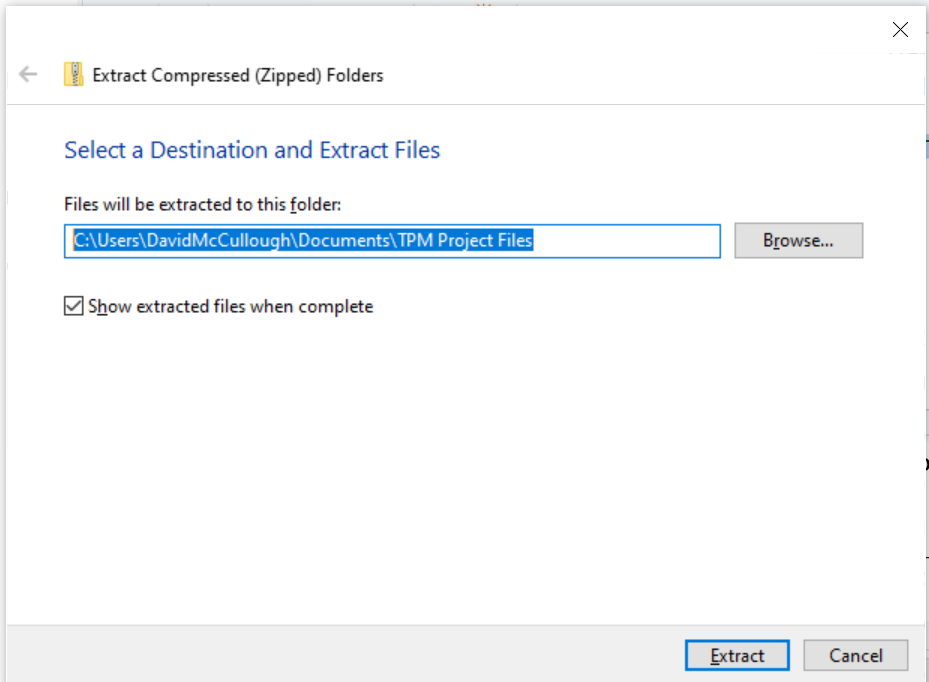 Extract Compressed (Zipped) Folders
Select a Destination and Extract Files
Files will be extracted to this folder:
C:\Users\DavidMcCullough\Documents\TPM Project Files
Browse...
Show extracted files when complete
Extract
Cancel